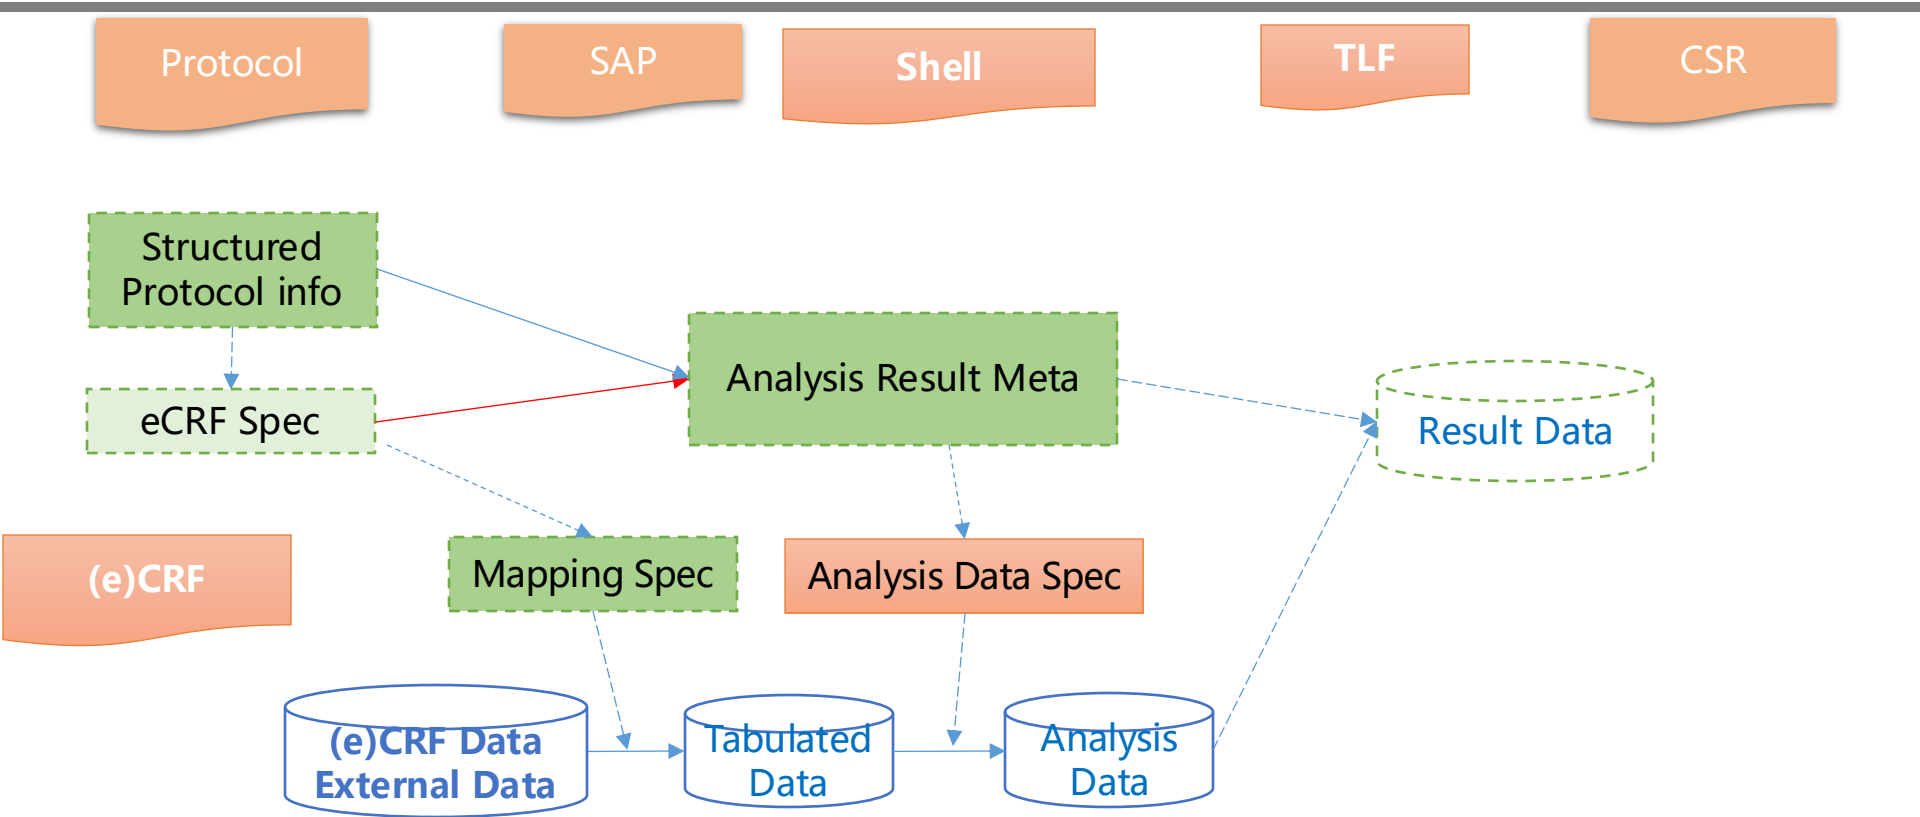 Protocol
SAP
Shell
TLF
CSR
Structured
Protocol info
Analysis Result Meta
eCRF Spec
Result Data
(e)CRF
Mapping Spec
Analysis Data Spec
(e)CRF Data
External Data
Tabulated
Data
Analysis
Data